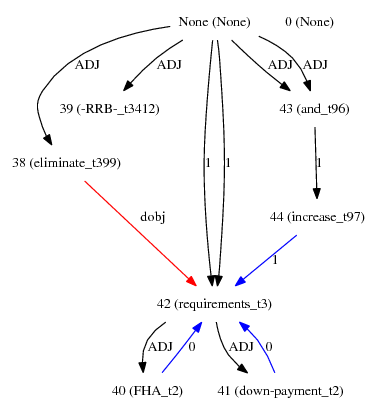 None (None) 0 (None)
ADJ ADJ ADJ ADJ
39 (-RRB-_t3412) 43 (and_t96)
38 (eliminate_t399) 1 1 1
dobj 44 (increase_t97)
1
42 (requirements_t3)
ADJ 0 ADJ 0
40 (FHA_t2) 41 (down-payment_t2)